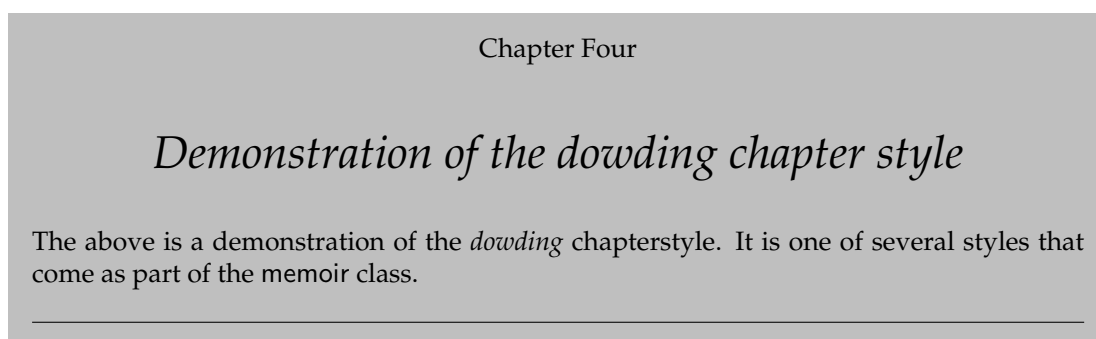 Chapter Four
Demonstration of the dowding chapter style
The above is a demonstration of the dowding chapterstyle. It is one of several styles that
come as part of the memoir class.